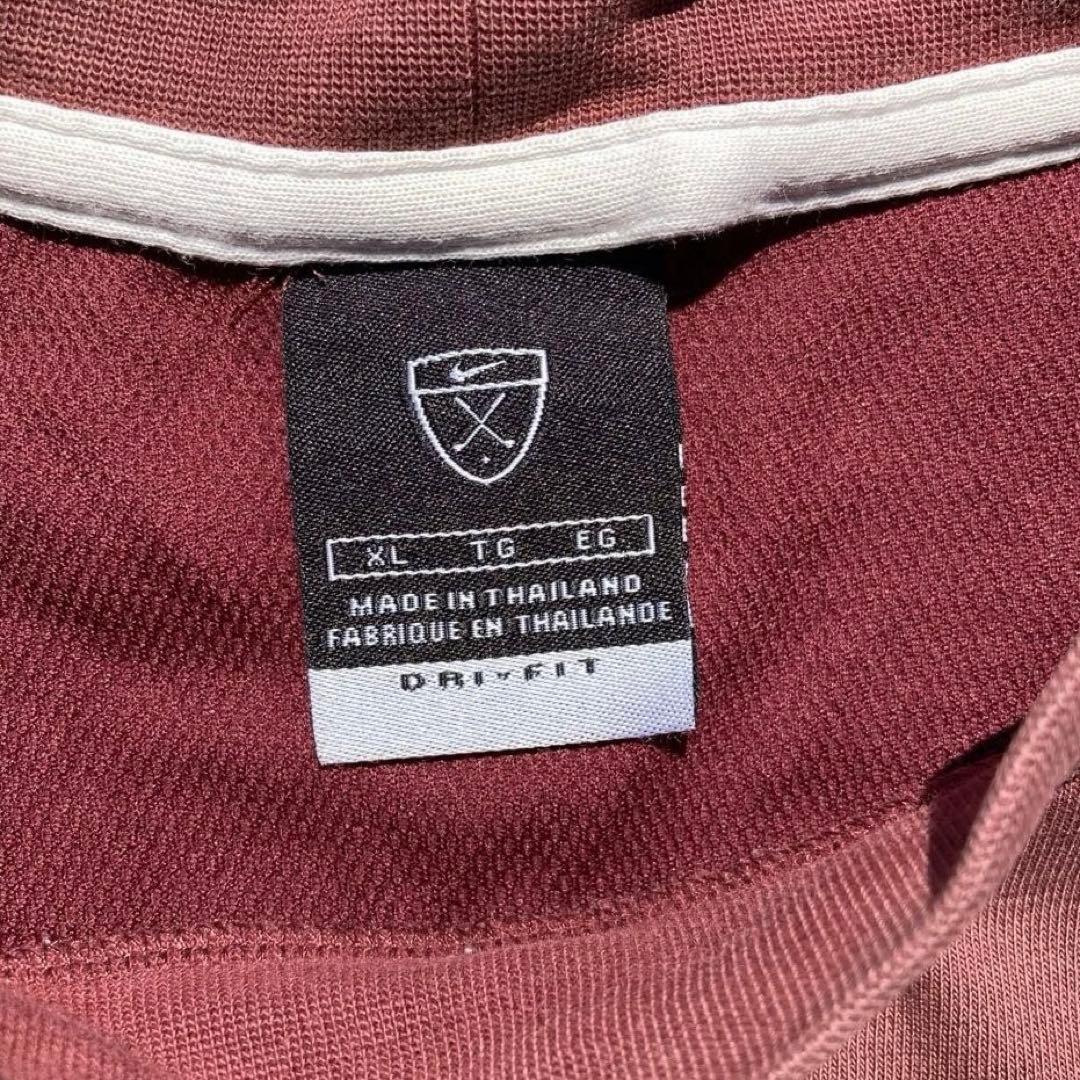 XL TG EG
MADE IN THAILAND
FABRIQUE EN THAILANDE
DRI-FIT